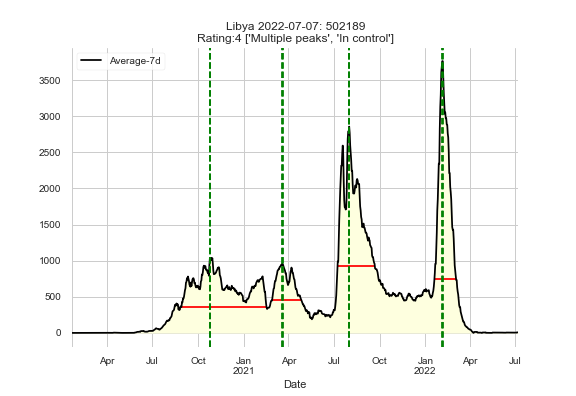 Libya 2022-07-07: 502189
Rating:4 ['Multiple peaks', 'In control']
Average-7d
3500
3000
2500
2000
1500
1000
500
0
Apr Jul Oct Jan Apr Jul Oct Jan Apr Jul
2021 2022
Date